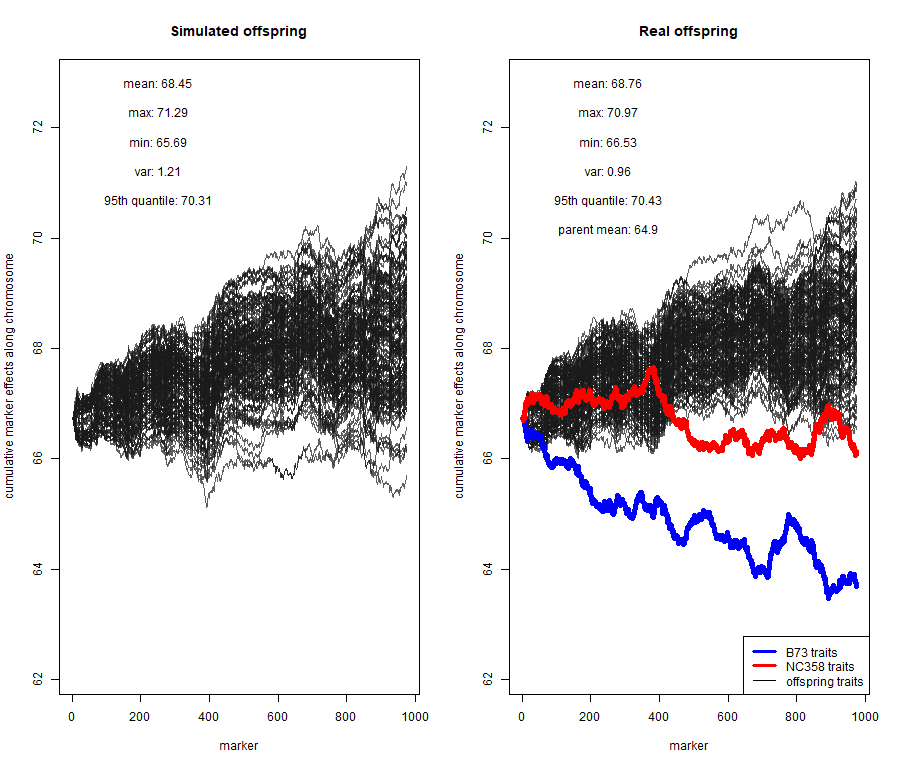 Simulated offspring
mean: 68.45
max: 71.29
min: 65.69
var: 1.21
95th quantile: 70.31
cumulative marker effects along chromosome
72
70
68
66
64
62
0 200 400 600 800 1000
marker
Real offspring
mean: 68.76
max: 70.97
min: 66.53
var: 0.96
95th quantile: 70.43
parent mean: 64.9
cumulative marker effects along chromosome
72
70
68
66
64
62
B73 traits
NC358 traits
offspring traits
0 200 400 600 800 1000
marker